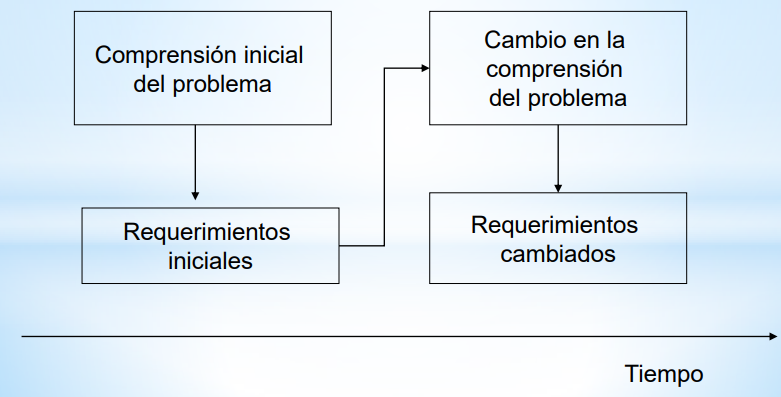 Comprensión inicial
del problema
Requerimientos
iniciales
Cambio en la
comprensión
del problema
Requerimientos
cambiados
Tiempo